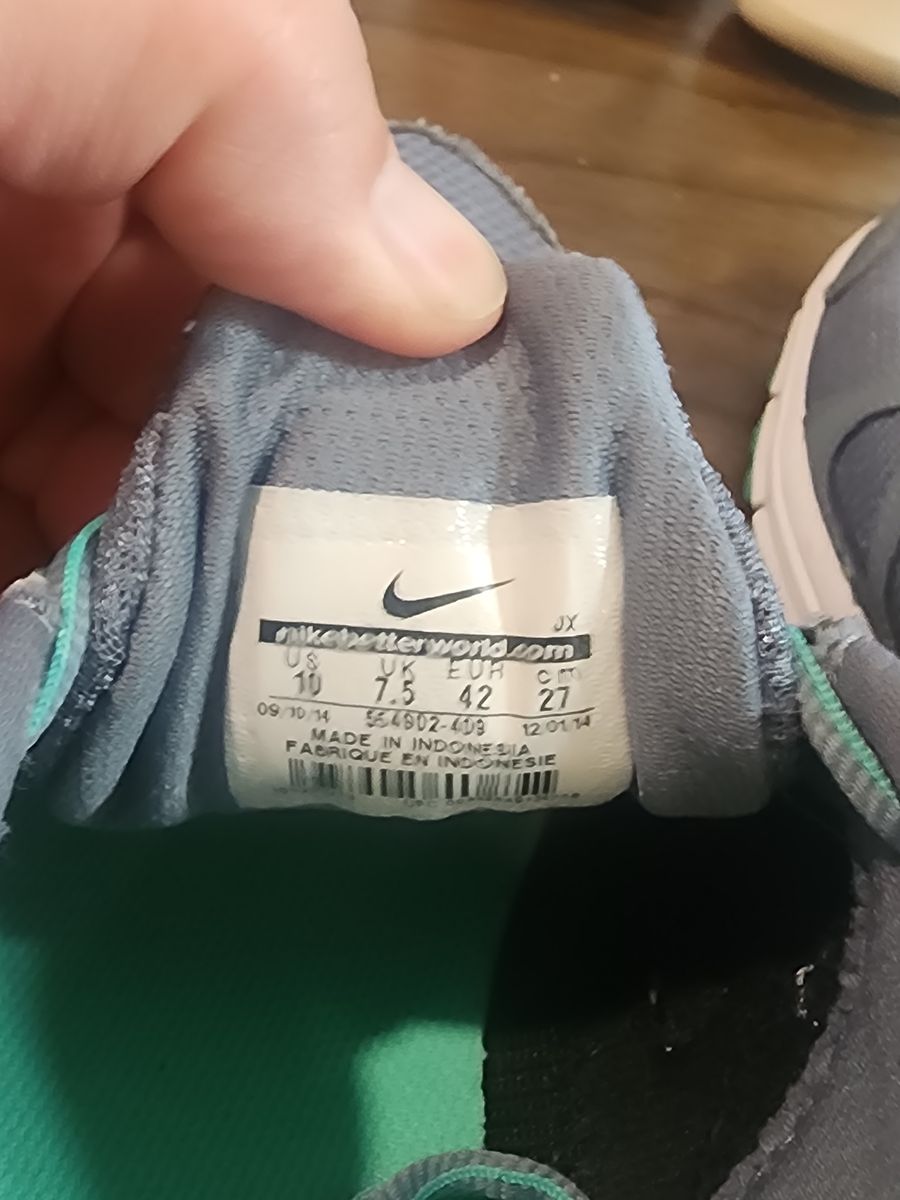 JX
nikebetterworld.com
US UK EUR cm
10 7.5 42 27
09/10/14 554902-409 12/01/14
MADE IN INDONESIA
FABRIQUE EN INDONESIE